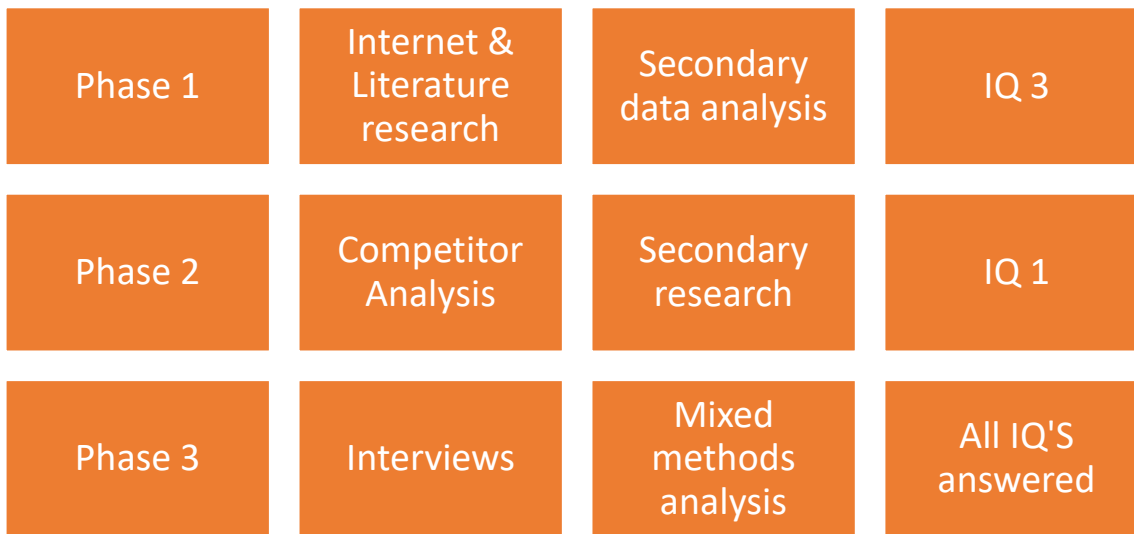 Phase 1
Internet &
Literature
research
Secondary
data analysis
IQ 3
Phase 2
Competitor
Analysis
Secondary
research
IQ 1
Phase 3
Interviews
Mixed
methods
analysis
All IQ'S
answered